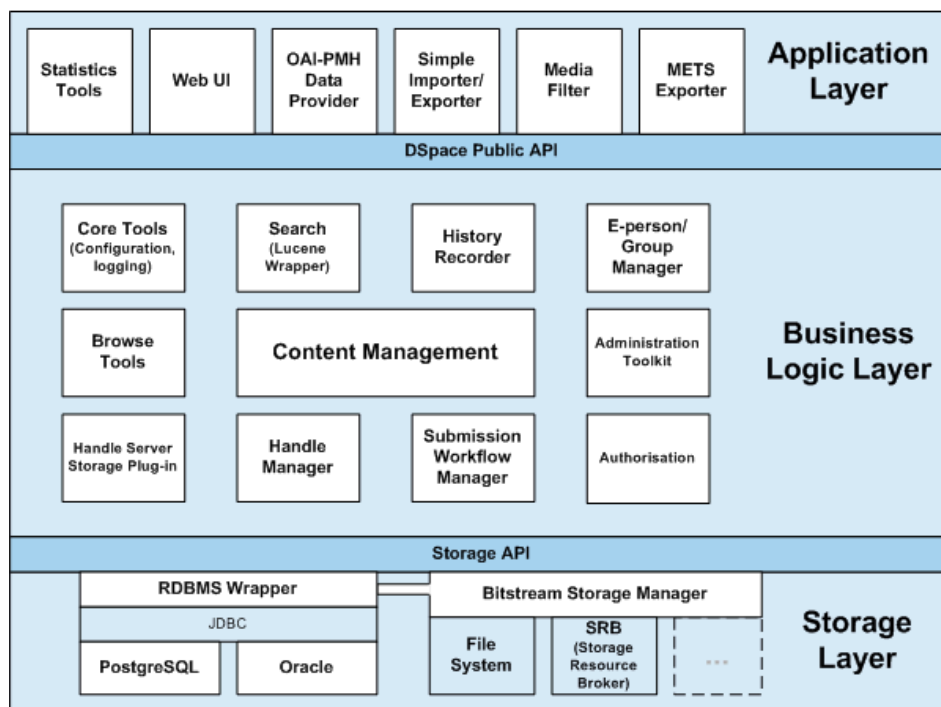 Statistics
Tools
Web UI
OAI-PMH
Data
Provider
Simple
Importer/
Exporter
Media
Filter
METS
Exporter
Application
Layer
DSpace Public API
Core Tools
(Configuration,
logging)
Search
(Lucene
Wrapper)
History
Recorder
E-person/
Group
Manager
Browse
Tools
Content Management
Administration
Toolkit
Business
Logic Layer
Handle Server
Storage Plug-in
Handle
Manager
Submission
Workflow
Manager
Authorisation
Storage API
RDBMS Wrapper
JDBC
PostgreSQL
Oracle
Bitstream Storage Manager
File
System
SRB
(Storage
Resource
Broker)
...
Storage
Layer